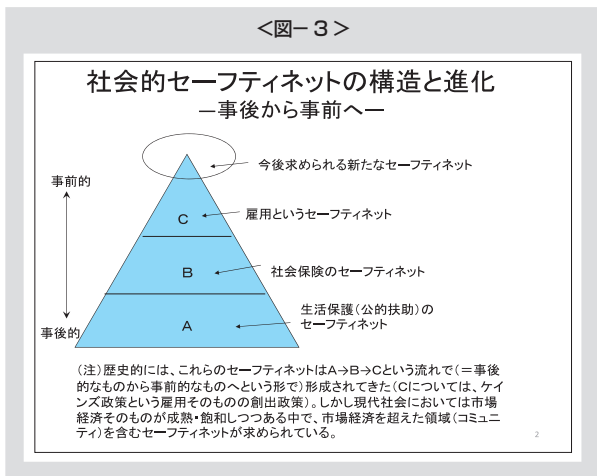 <図-3>
社会的セーフティネットの構造と進化
—事後から事前へ—
今後求められる新たなセーフティネット
事前的
C
雇用というセーフティネット
B
社会保険のセーフティネット
生活保護(公的扶助)の
セーフティネット
A
事後的
(注)歴史的には、これらのセーフティネットはA→B→Cという流れで(=事後
的なものから事前的なものへという形で)形成されてきた(Cについては、ケイ
ンズ政策という雇用そのものの創出政策)。しかし現代社会においては市場
経済そのものが成熟・飽和しつつある中で、市場経済を超えた領域(コミュニ
ティ)を含むセーフティネットが求められている。
2